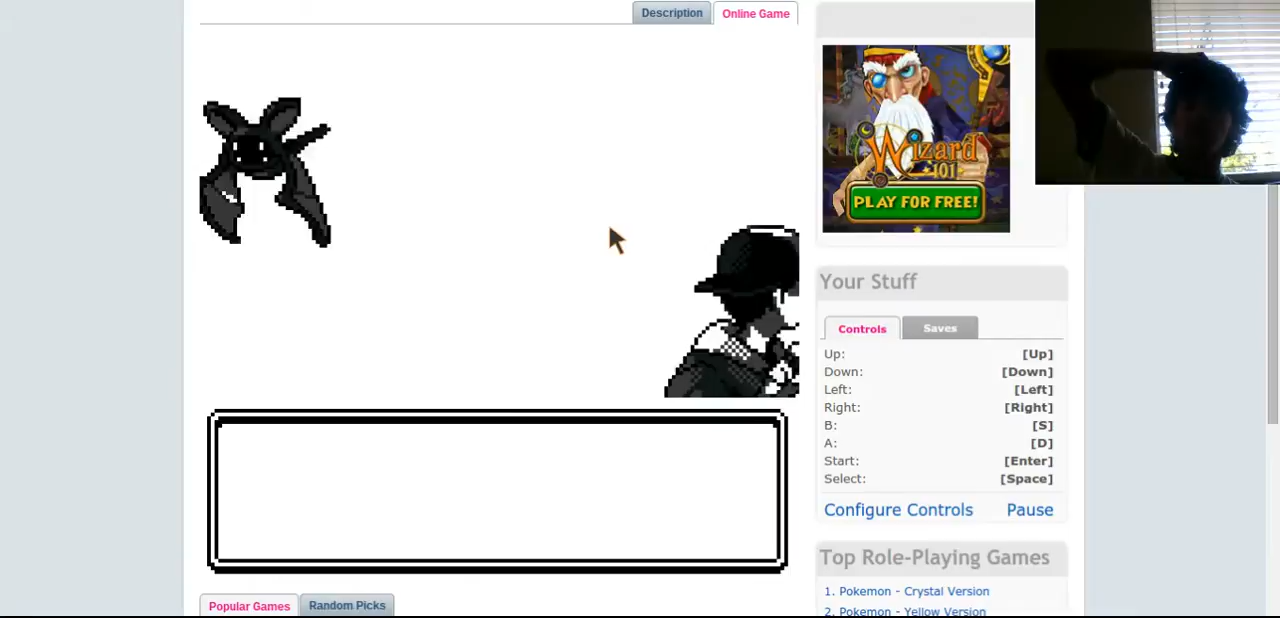 Description
Online Game
Wizard
101
PLAY FOR FREE!
Your Stuff
Controls
Saves
Up: [Up]
Down: [Down]
Left: [Left]
Right: [Right]
B: [S]
A: [D]
Start: [Enter]
Select: [Space]
Configure Controls Pause
Top Role-Playing Games
1. Pokemon - Crystal Version
2. Pokemon - Yellow Version
Popular Games
Random Picks